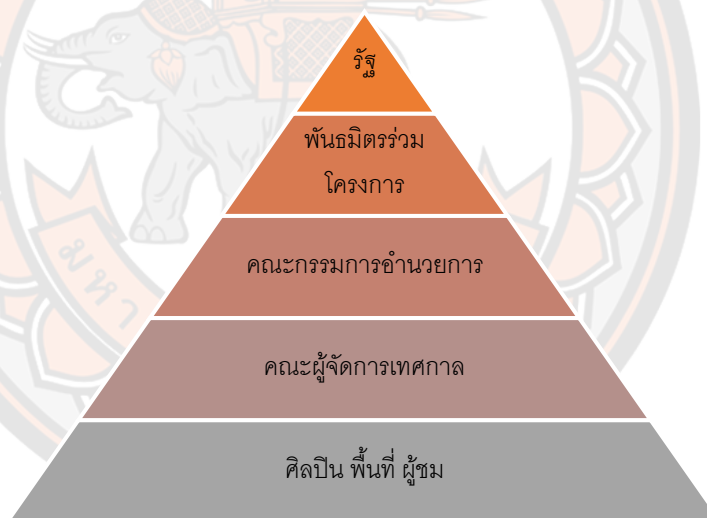 รัฐ
พันธมิตรร่วม
โครงการ
คณะกรรมการอำนวยการ
คณะผู้จัดการเทศกาล
ศิลปิน พื้นที่ ผู้ชม
มหา